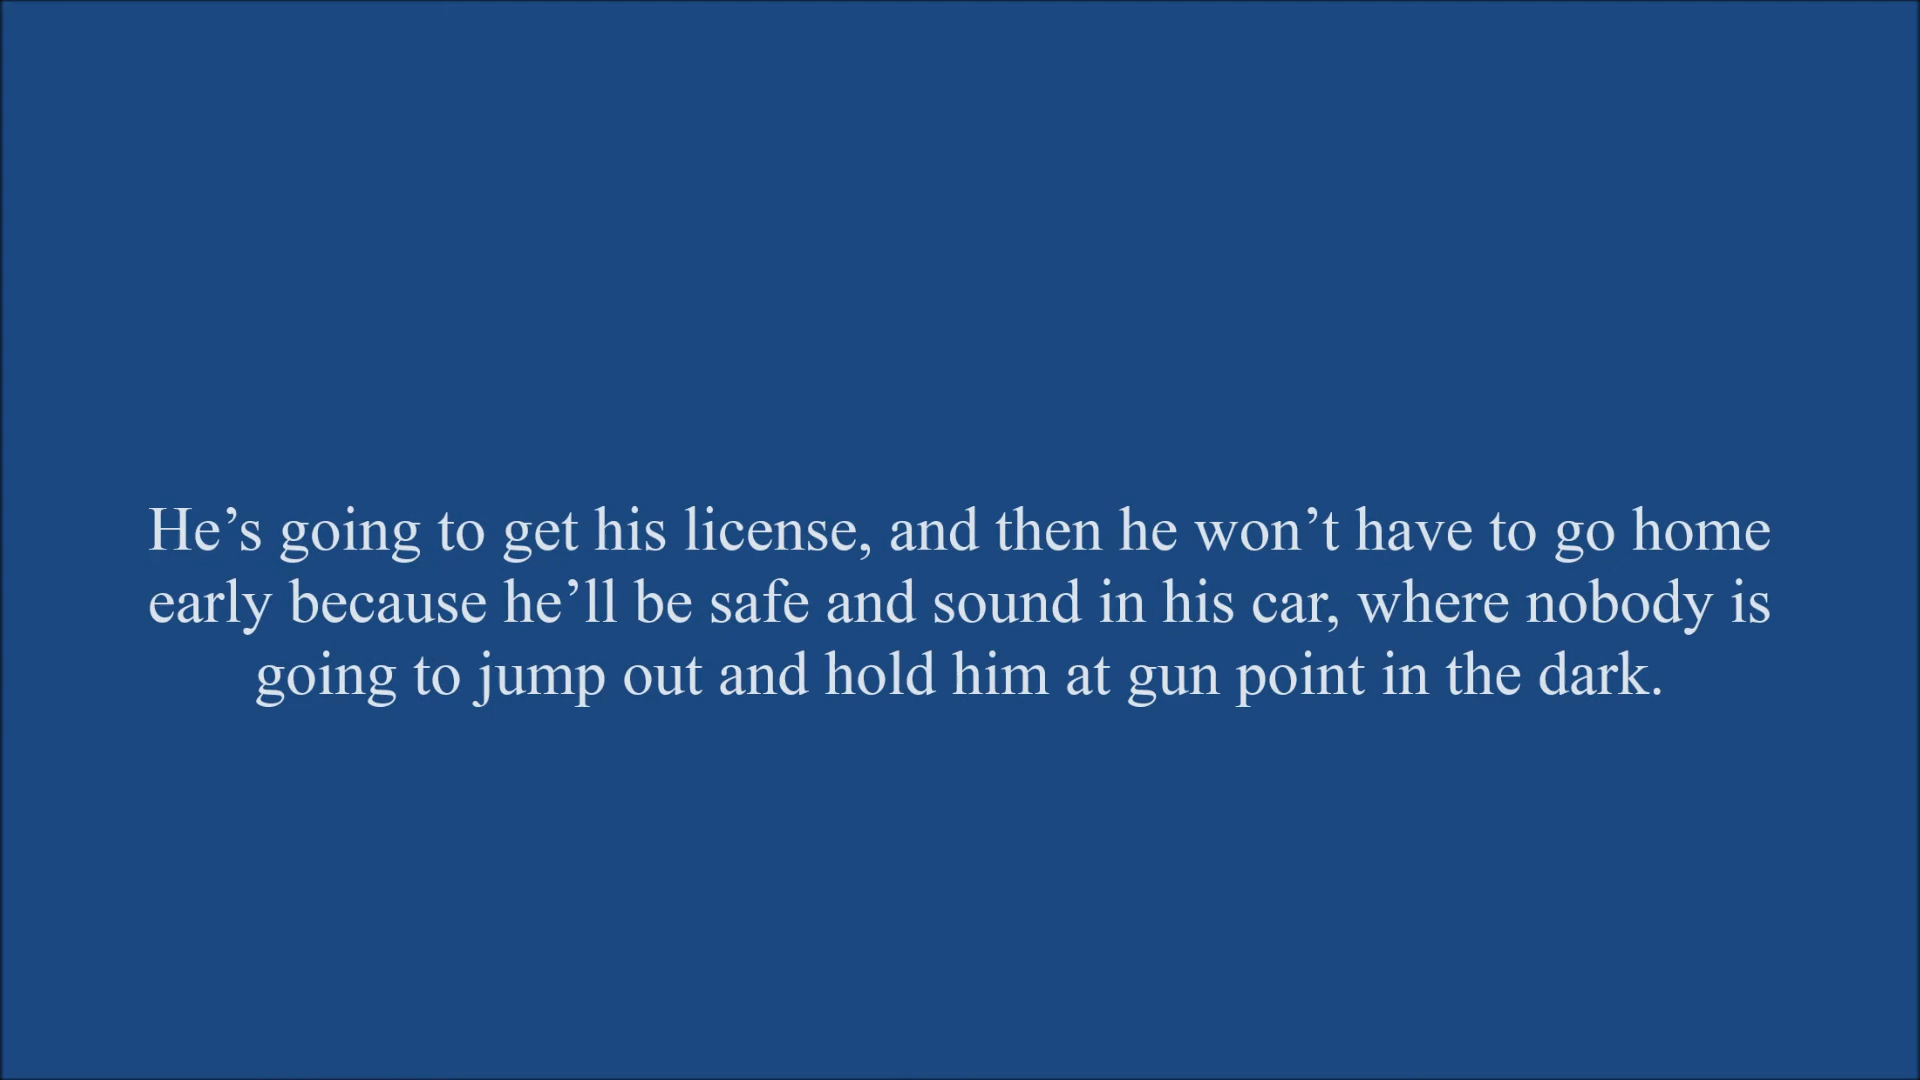 He’s going to get his license, and then he won’t have to go home
early because he’ll be safe and sound in his car, where nobody is
going to jump out and hold him at gun point in the dark.